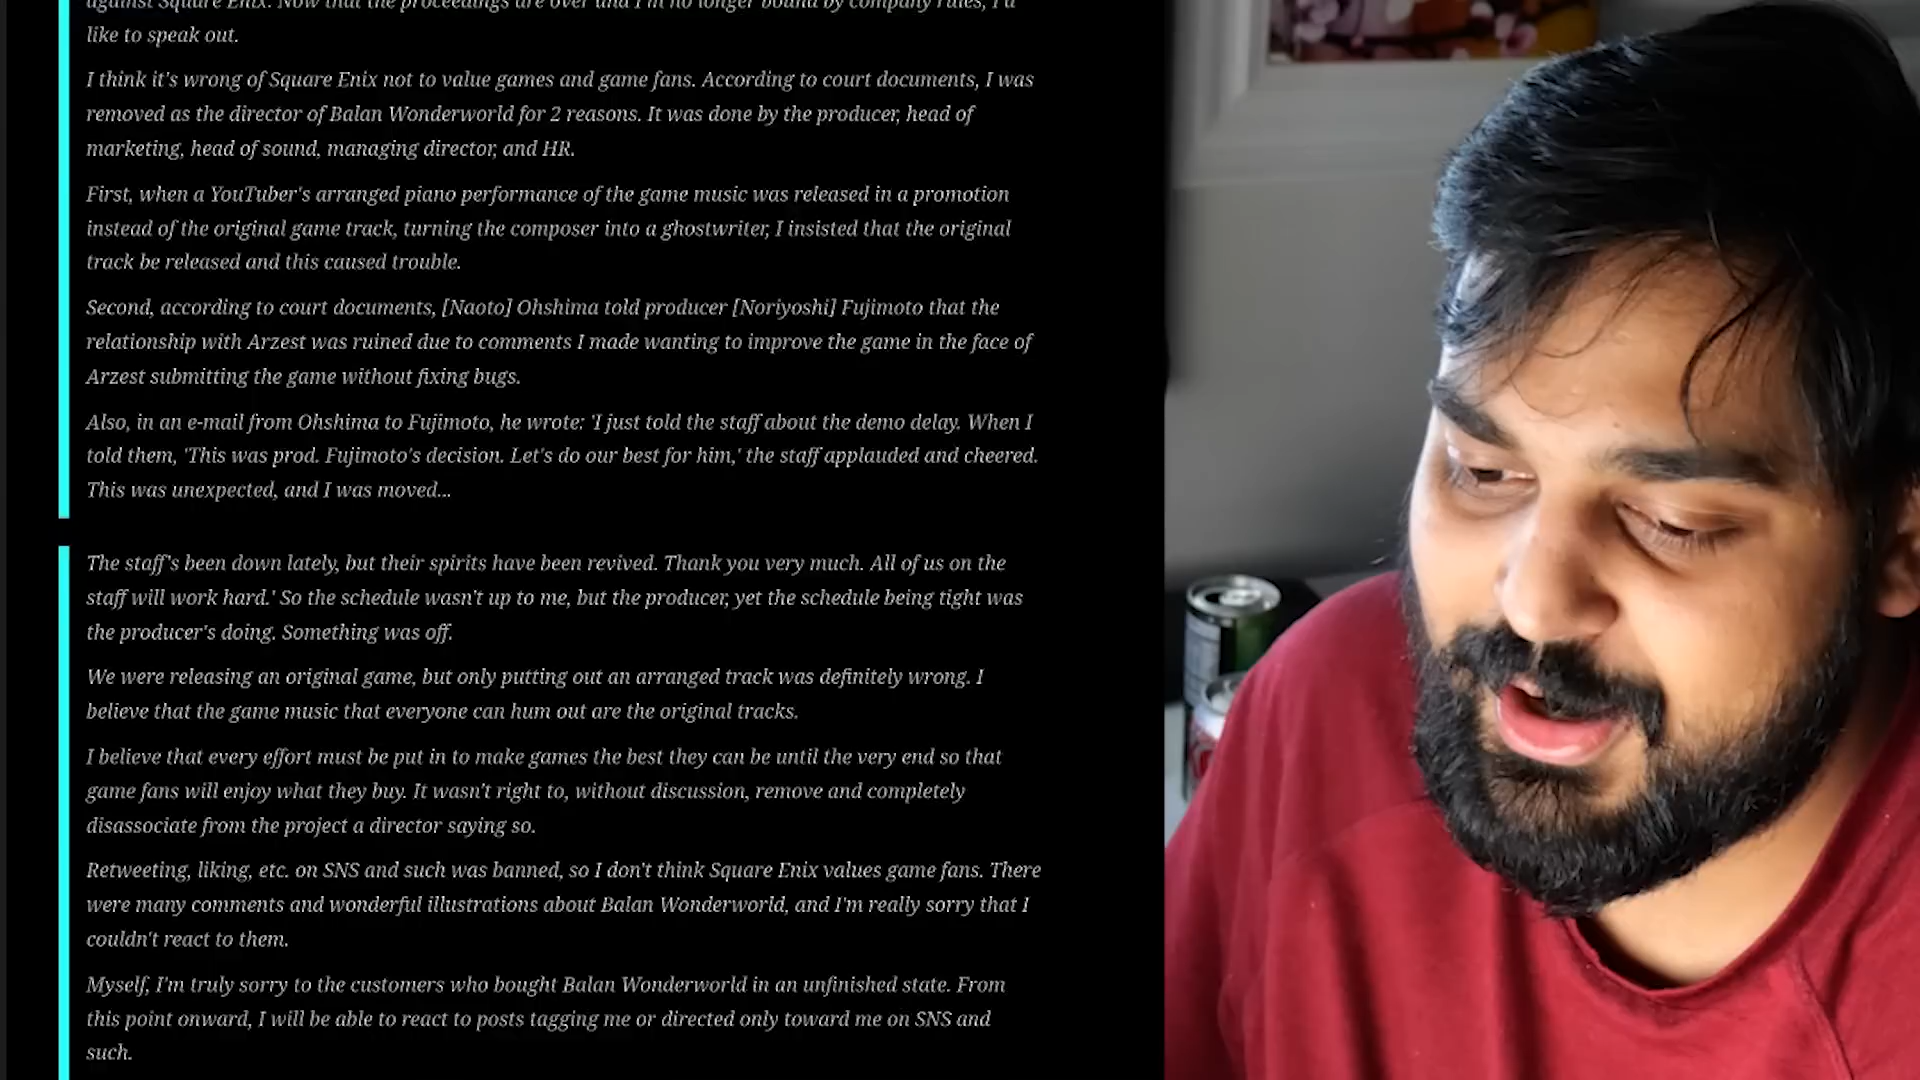 against Square Enix. Now that the proceedings are over and I'm no longer bound by company rules, I'd
like to speak out.
I think it's wrong of Square Enix not to value games and game fans. According to court documents, I was
removed as the director of Balan Wonderworld for 2 reasons. It was done by the producer, head of
marketing, head of sound, managing director, and HR.
First, when a YouTuber's arranged piano performance of the game music was released in a promotion
instead of the original game track, turning the composer into a ghostwriter, I insisted that the original
track be released and this caused trouble.
Second, according to court documents, [Naoto] Ohshima told producer [Noriyoshi] Fujimoto that the
relationship with Arzest was ruined due to comments I made wanting to improve the game in the face of
Arzest submitting the game without fixing bugs.
Also, in an e-mail from Ohshima to Fujimoto, he wrote: 'I just told the staff about the demo delay. When I
told them, 'This was prod. Fujimoto's decision. Let's do our best for him,' the staff applauded and cheered.
This was unexpected, and I was moved...
The staff's been down lately, but their spirits have been revived. Thank you very much. All of us on the
staff will work hard.' So the schedule wasn't up to me, but the producer, yet the schedule being tight was
the producer's doing. Something was off.
We were releasing an original game, but only putting out an arranged track was definitely wrong. I
believe that the game music that everyone can hum out are the original tracks.
I believe that every effort must be put in to make games the best they can be until the very end so that
game fans will enjoy what they buy. It wasn't right to, without discussion, remove and completely
disassociate from the project a director saying so.
Retweeting, liking, etc. on SNS and such was banned, so I don't think Square Enix values game fans. There
were many comments and wonderful illustrations about Balan Wonderworld, and I'm really sorry that I
couldn't react to them.
Myself, I'm truly sorry to the customers who bought Balan Wonderworld in an unfinished state. From
this point onward, I will be able to react to posts tagging me or directed only toward me on SNS and
such.